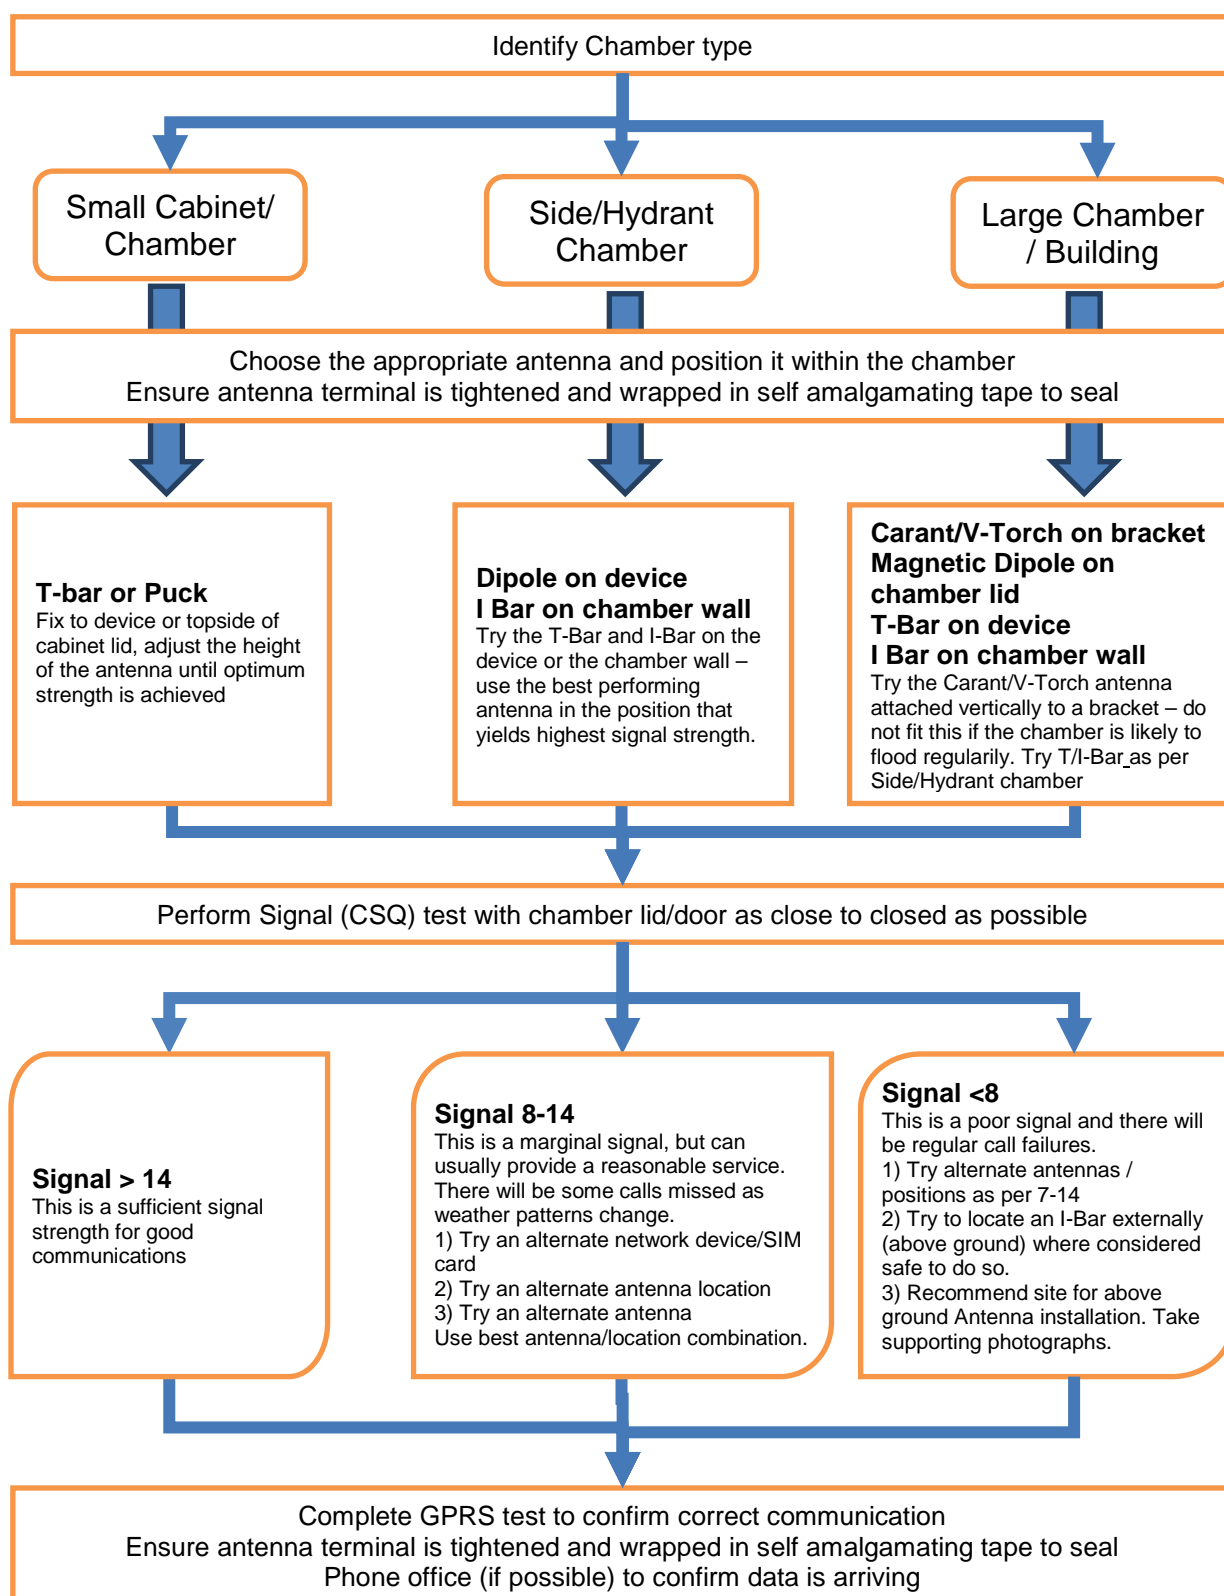 Identify Chamber type
Small Cabinet/
Chamber
Side/Hydrant
Chamber
Large Chamber
/ Building
Choose the appropriate antenna and position it within the chamber
Ensure antenna terminal is tightened and wrapped in self amalgamating tape to seal
T-bar or Puck
Fix to device or topside of
cabinet lid, adjust the height
of the antenna until optimum
strength is achieved
Dipole on device
I Bar on chamber wall
Try the T-Bar and I-Bar on the
device or the chamber wall –
use the best performing
antenna in the position that
yields highest signal strength.
Carant/V-Torch on bracket
Magnetic Dipole on
chamber lid
T-Bar on device
I Bar on chamber wall
Try the Carant/V-Torch antenna
attached vertically to a bracket – do
not fit this if the chamber is likely to
flood regularily. Try T/I-Bar as per
Side/Hydrant chamber
Perform Signal (CSQ) test with chamber lid/door as close to closed as possible
Signal > 14
This is a sufficient signal
strength for good
communications
Signal 8-14
This is a marginal signal, but can
usually provide a reasonable service.
There will be some calls missed as
weather patterns change.
1) Try an alternate network device/SIM
card
2) Try an alternate antenna location
3) Try an alternate antenna
Use best antenna/location combination.
Signal <8
This is a poor signal and there will
be regular call failures.
1) Try alternate antennas /
positions as per 7-14
2) Try to locate an I-Bar externally
(above ground) where considered
safe to do so.
3) Recommend site for above
ground Antenna installation. Take
supporting photographs.
Complete GPRS test to confirm correct communication
Ensure antenna terminal is tightened and wrapped in self amalgamating tape to seal
Phone office (if possible) to confirm data is arriving